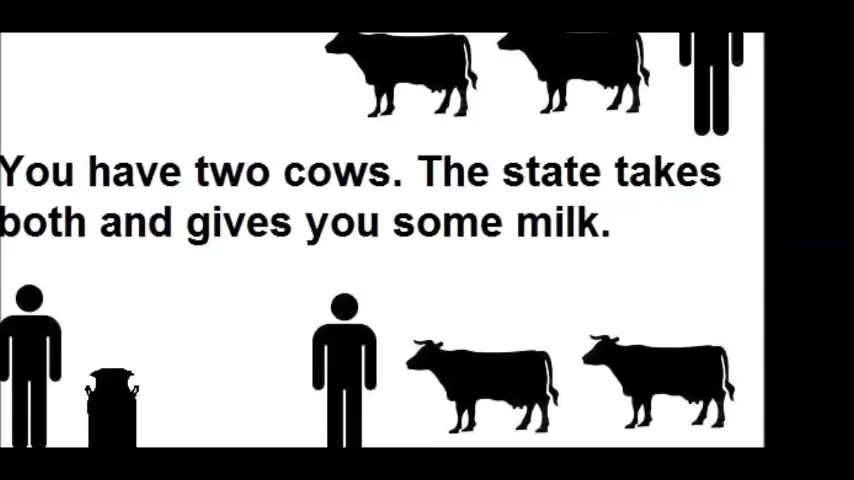 You have two cows. The state takes
both and gives you some milk.